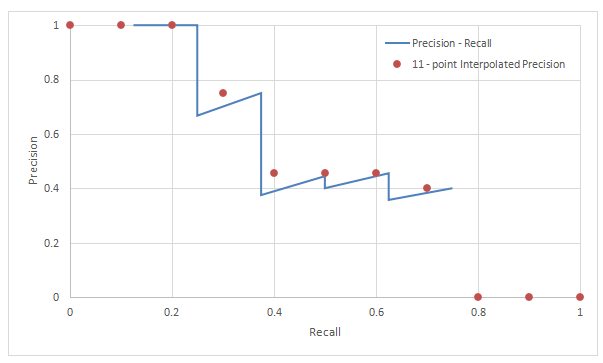 1
Precision - Recall
11 - point Interpolated Precision
0.8
0.6
Precision
0.4
0.2
0
0 0.2 0.4 0.6 0.8 1
Recall